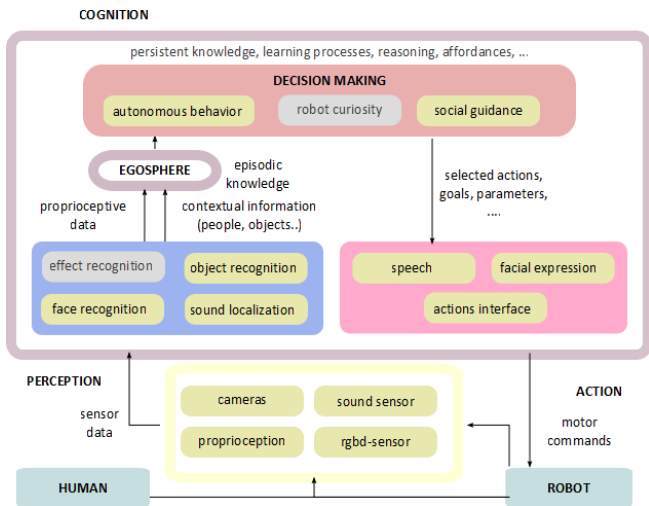 COGNITION
persistent knowledge, learning processes, reasoning, affordances, ...
DECISION MAKING
autonomous behavior
robot curiosity
social guidance
EGOSPHERE
episodic
knowledge
proprioceptive
data
contextual information
(people, objects..)
selected actions,
goals, parameters,
....
effect recognition
object recognition
face recognition
sound localization
speech
facial expression
actions interface
PERCEPTION
sensor
data
cameras
sound sensor
proprioception
rgbd-sensor
ACTION
motor
commands
HUMAN
ROBOT